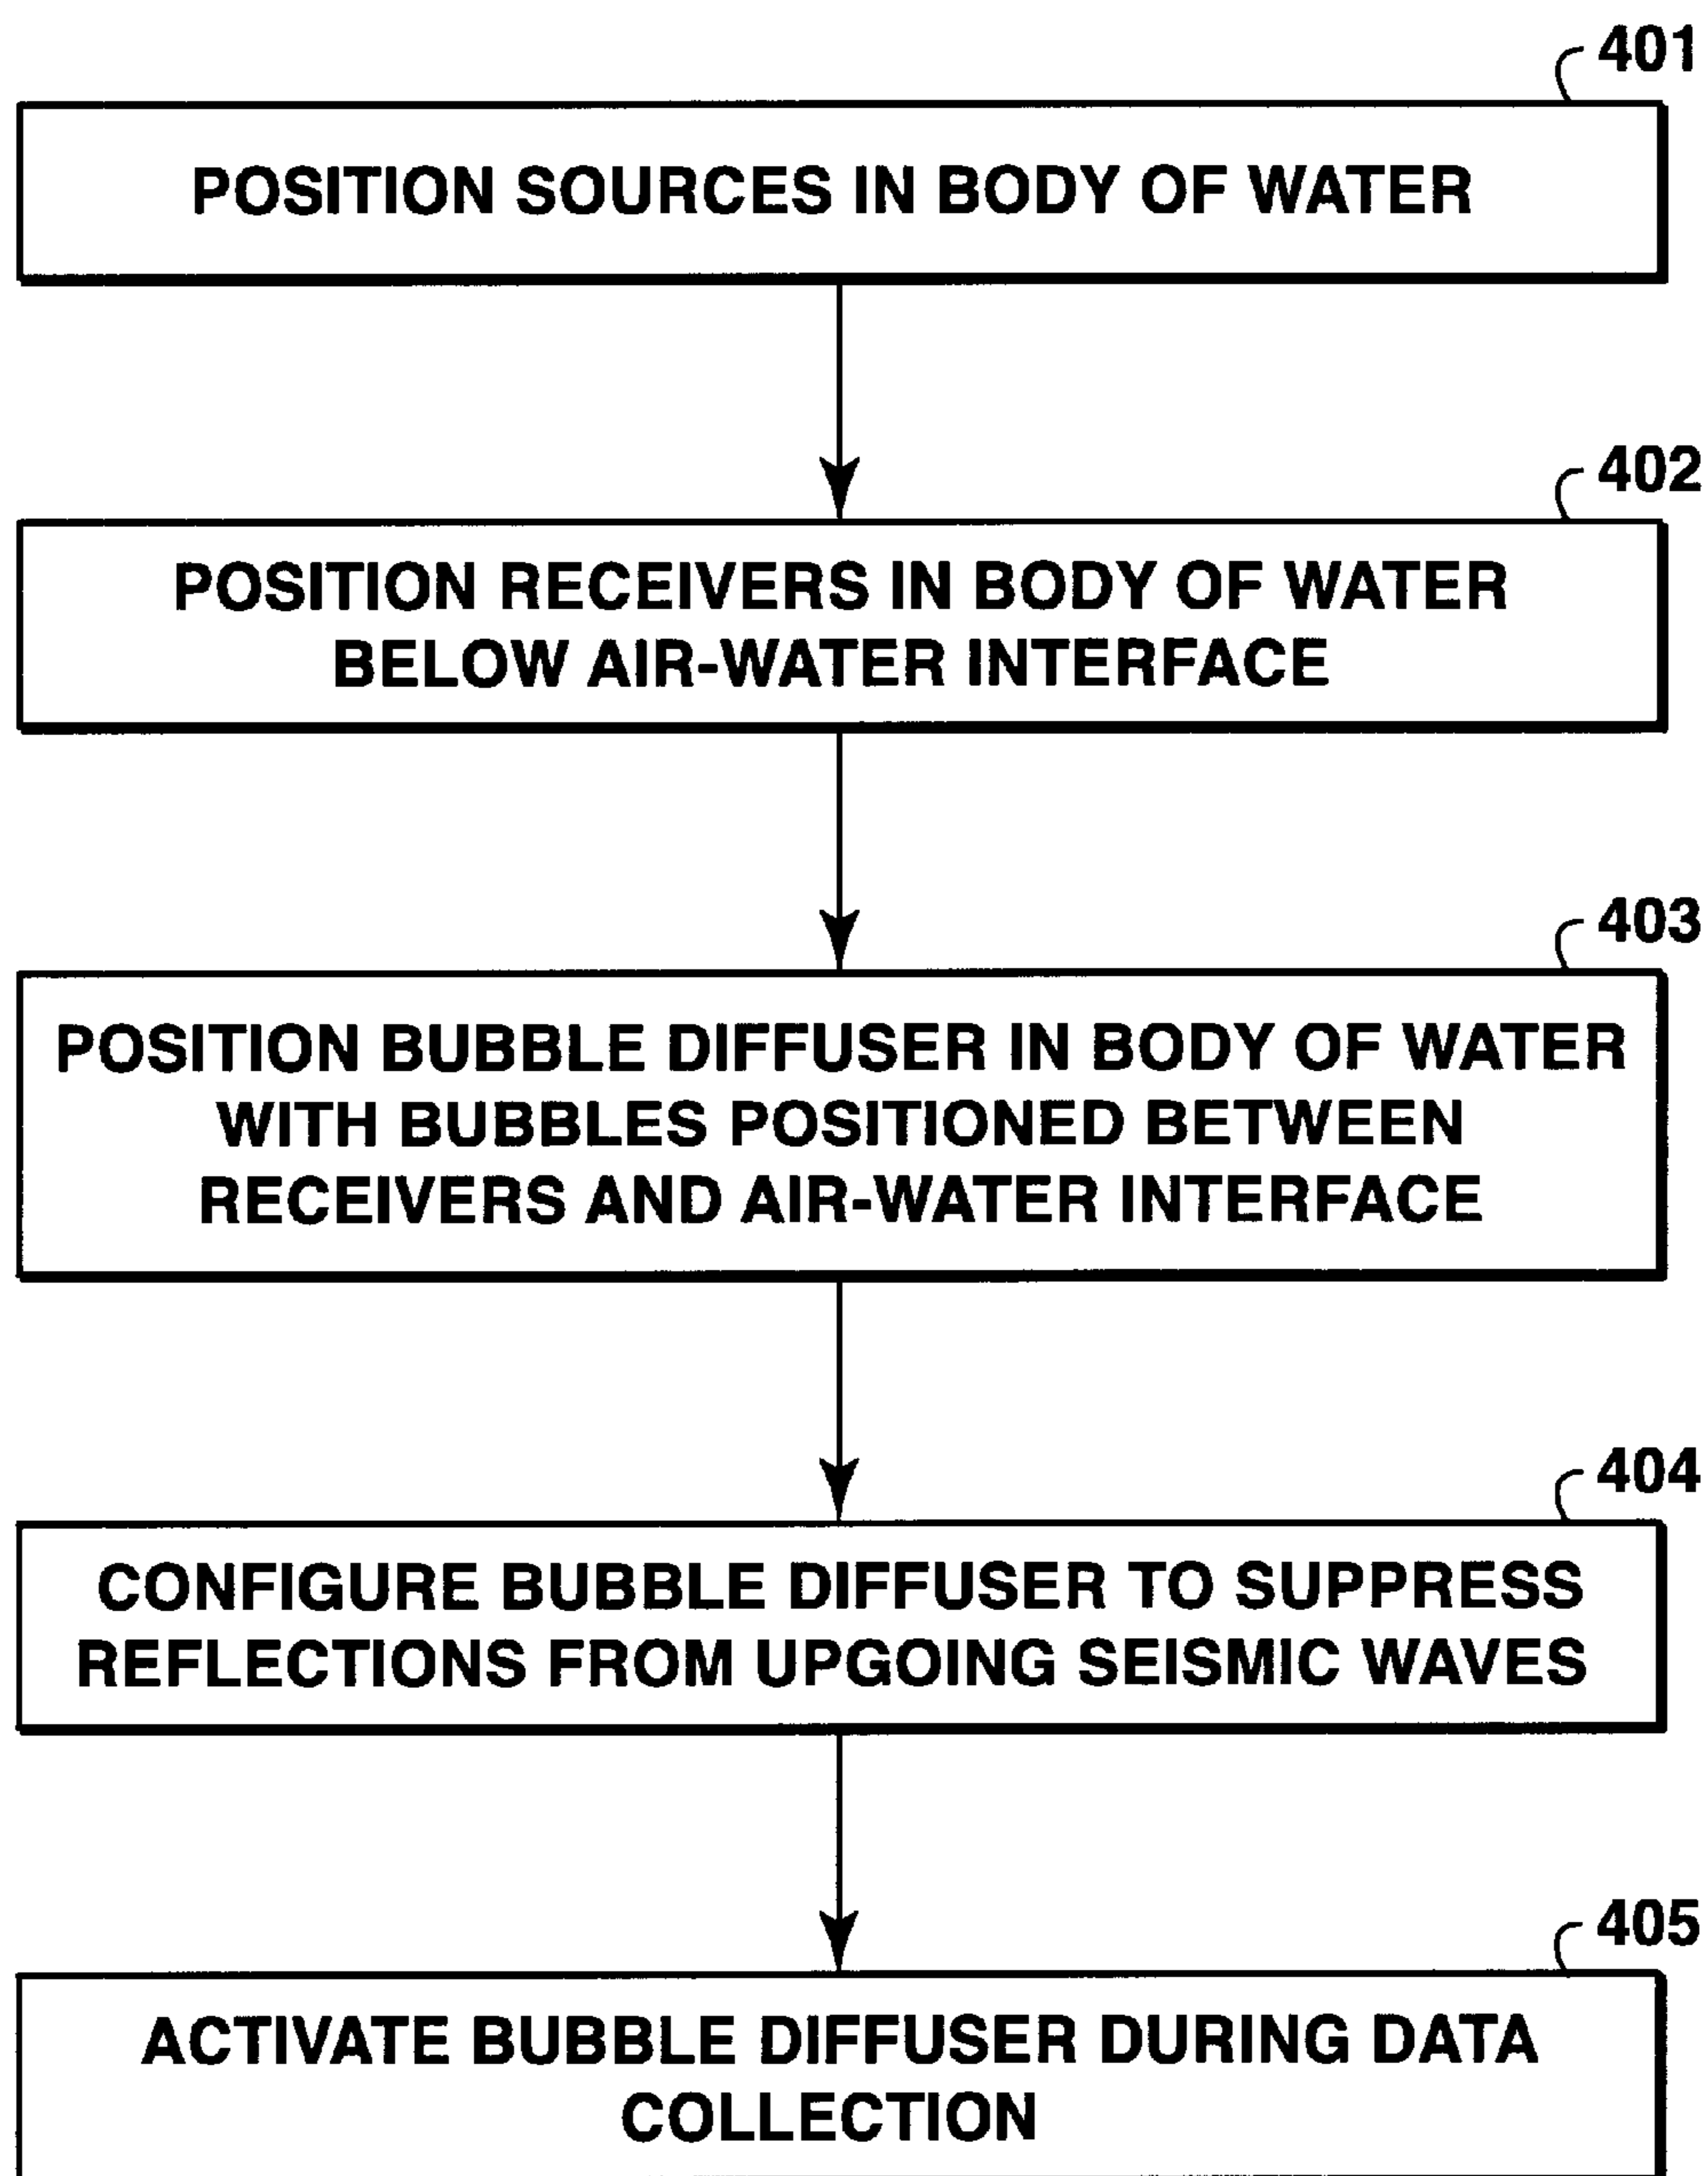 401
POSITION SOURCES IN BODY OF WATER
402
POSITION RECEIVERS IN BODY OF WATER
BELOW AIR-WATER INTERFACE
403
POSITION BUBBLE DIFFUSER IN BODY OF WATER
WITH BUBBLES POSITIONED BETWEEN
RECEIVERS AND AIR-WATER INTERFACE
404
CONFIGURE BUBBLE DIFFUSER TO SUPPRESS
REFLECTIONS FROM UPGOING SEISMIC WAVES
405
ACTIVATE BUBBLE DIFFUSER DURING DATA
COLLECTION